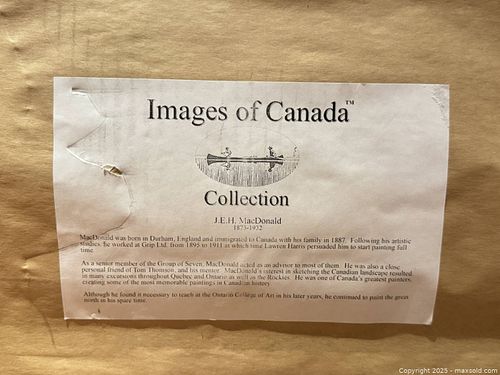 Images of Canada™
Collection
J.E.H. MacDonald
1873-1932
MacDonald was born in Durham, England and immigrated to Canada with his family in 1887. Following his artistic
studies, he worked at Grip Ltd. from 1895 to 1911 at which time Lawren Harris persuaded him to start painting full
time.
As a senior member of the Group of Seven, MacDonald acted as an advisor to most of them. He was also a close
personal friend of Tom Thomson, and his mentor. MacDonald's interest in sketching the Canadian landscape resulted
in many excursions throughout Quebec and Ontario as well as the Rockies. He was one of Canada's greatest painters,
creating some of the most memorable paintings in Canadian history.
Although he found it necessary to teach at the Ontario College of Art in his later years, he continued to paint the great
north in his spare time.
Copyright 2025 - maxsold.com